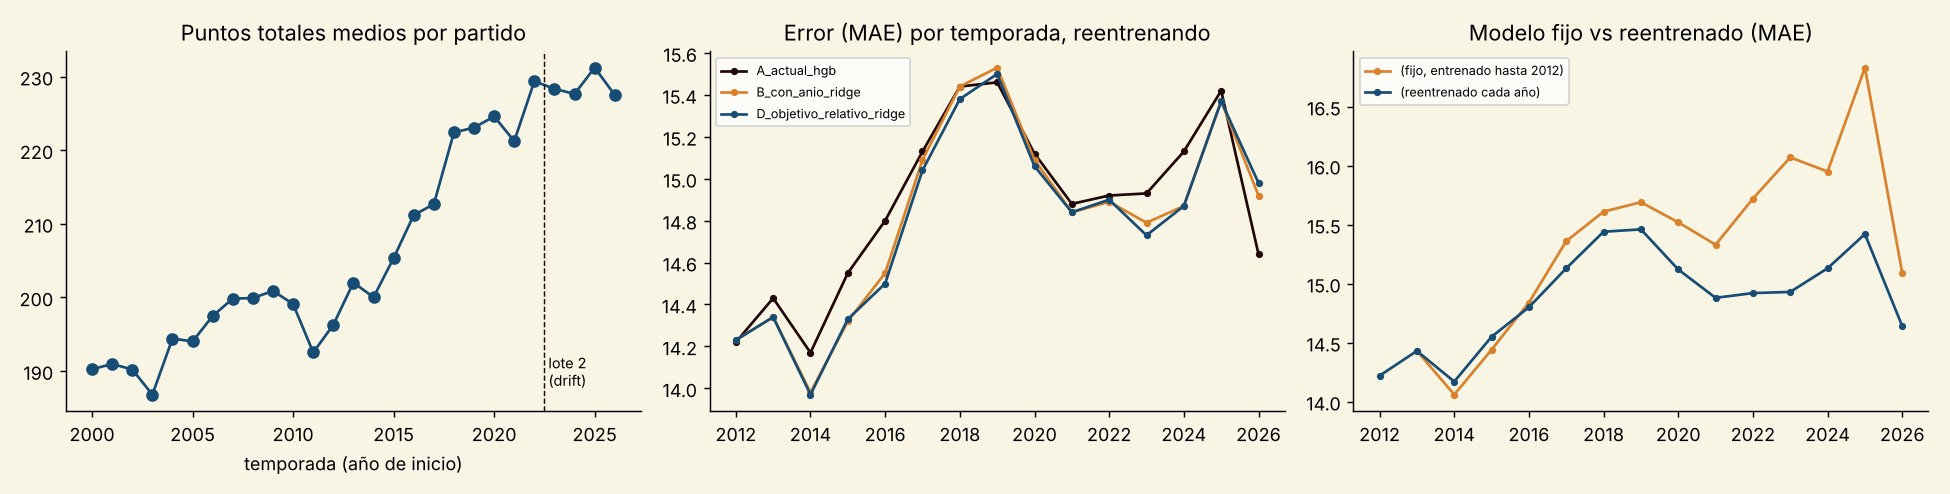 Puntos totales medios por partido
230
220
210
200
190
lote 2
(drift)
2000 2005 2010 2015 2020 2025
temporada (año de inicio)
Error (MAE) por temporada, reentrenando
15.6
15.4
15.2
15.0
14.8
14.6
14.4
14.2
14.0
A_actual_hgb
B_con_anio_ridge
D_objetivo_relativo_ridge
2012 2014 2016 2018 2020 2022 2024 2026
Modelo fijo vs reentrenado (MAE)
16.5
16.0
15.5
15.0
14.5
14.0
(fijo, entrenado hasta 2012)
(reentrenado cada año)
2012 2014 2016 2018 2020 2022 2024 2026